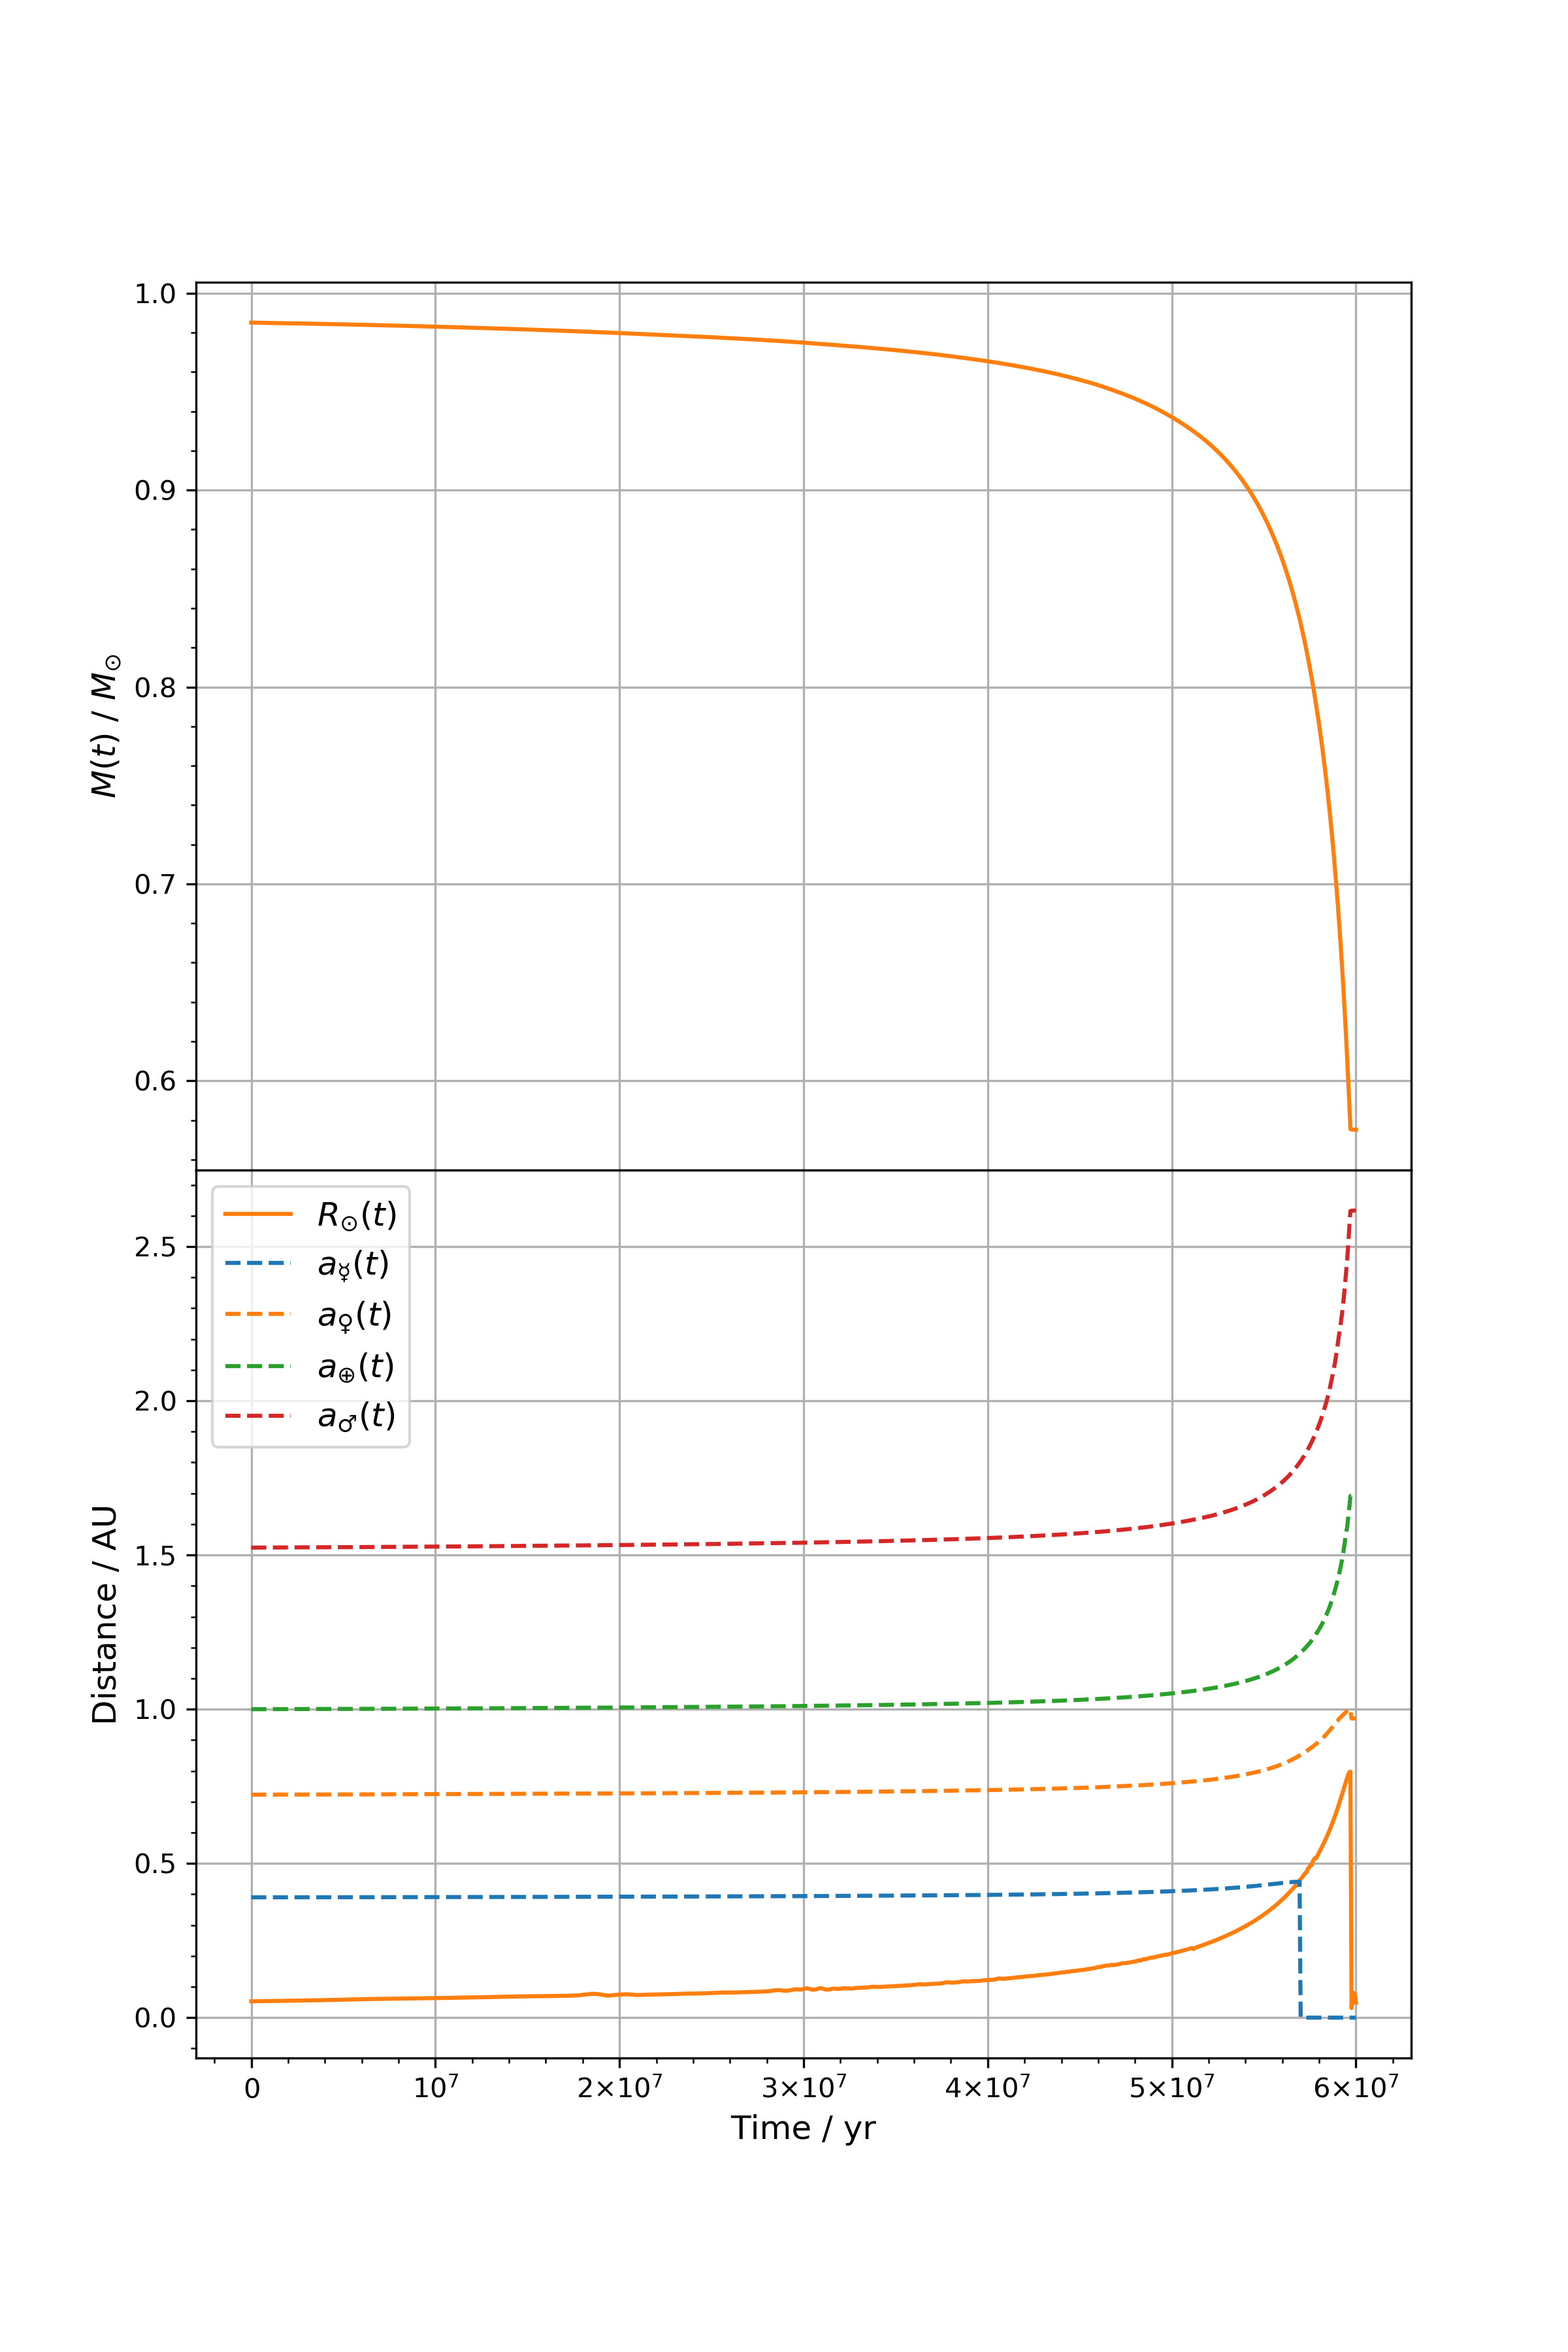 1.0
0.9
0.8
0.7
0.6
M(t) / M☉
R☉(t)
a☿(t)
a♀(t)
a⊕(t)
a♂(t)
2.5
2.0
1.5
1.0
0.5
0.0
Distance / AU
0 10⁷ 2×10⁷ 3×10⁷ 4×10⁷ 5×10⁷ 6×10⁷
Time / yr